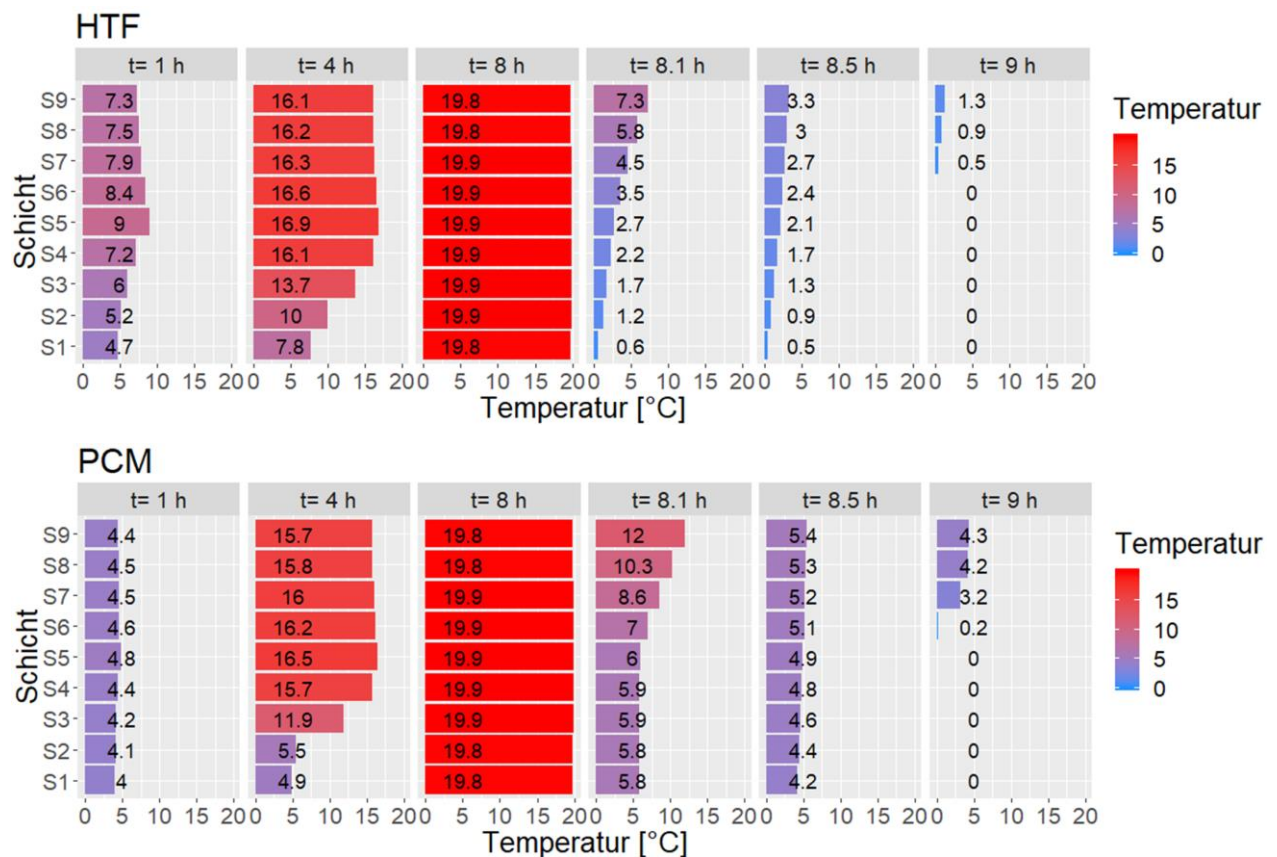 HTF
t= 1 h t= 4 h t= 8 h t= 8.1 h t= 8.5 h t= 9 h
S9 7.3 16.1 19.8 7.3 3.3 1.3
S8 7.5 16.2 19.8 5.8 3 0.9
S7 7.9 16.3 19.9 4.5 2.7 0.5
S6 8.4 16.6 19.9 3.5 2.4 0
S5 9 16.9 19.9 2.7 2.1 0
S4 7.2 16.1 19.9 2.2 1.7 0
S3 6 13.7 19.9 1.7 1.3 0
S2 5.2 10 19.9 1.2 0.9 0
S1 4.7 7.8 19.8 0.6 0.5 0
Schicht
0 5 10 15 20 0 5 10 15 20 0 5 10 15 20 0 5 10 15 20 0 5 10 15 20 0 5 10 15 20
Temperatur [°C]
Temperatur
15
10
5
0
PCM
t= 1 h t= 4 h t= 8 h t= 8.1 h t= 8.5 h t= 9 h
S9 4.4 15.7 19.8 12 5.4 4.3
S8 4.5 15.8 19.8 10.3 5.3 4.2
S7 4.5 16 19.9 8.6 5.2 3.2
S6 4.6 16.2 19.9 7 5.1 0.2
S5 4.8 16.5 19.9 6 4.9 0
S4 4.4 15.7 19.9 5.9 4.8 0
S3 4.2 11.9 19.9 5.9 4.6 0
S2 4.1 5.5 19.8 5.8 4.4 0
S1 4 4.9 19.8 5.8 4.2 0
Schicht
0 5 10 15 20 0 5 10 15 20 0 5 10 15 20 0 5 10 15 20 0 5 10 15 20 0 5 10 15 20
Temperatur [°C]
Temperatur
15
10
5
0